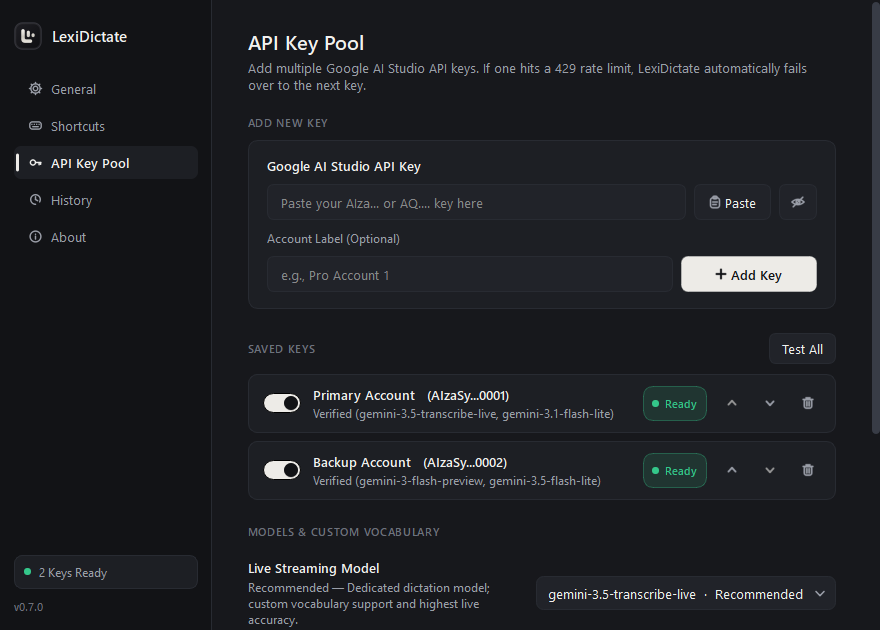 LexiDictate
General
Shortcuts
API Key Pool
History
About
2 Keys Ready
v0.7.0
API Key Pool
Add multiple Google AI Studio API keys. If one hits a 429 rate limit, LexiDictate automatically fails
over to the next key.
ADD NEW KEY
Google AI Studio API Key
Paste your AIza... or AQ.... key here
Paste
Account Label (Optional)
e.g., Pro Account 1
+ Add Key
SAVED KEYS
Test All
Primary Account (AIzaSy...0001)
Verified (gemini-3.5-transcribe-live, gemini-3.1-flash-lite)
Ready
Backup Account (AIzaSy...0002)
Verified (gemini-3-flash-preview, gemini-3.5-flash-lite)
Ready
MODELS & CUSTOM VOCABULARY
Live Streaming Model
Recommended — Dedicated dictation model;
custom vocabulary support and highest live
accuracy.
gemini-3.5-transcribe-live · Recommended